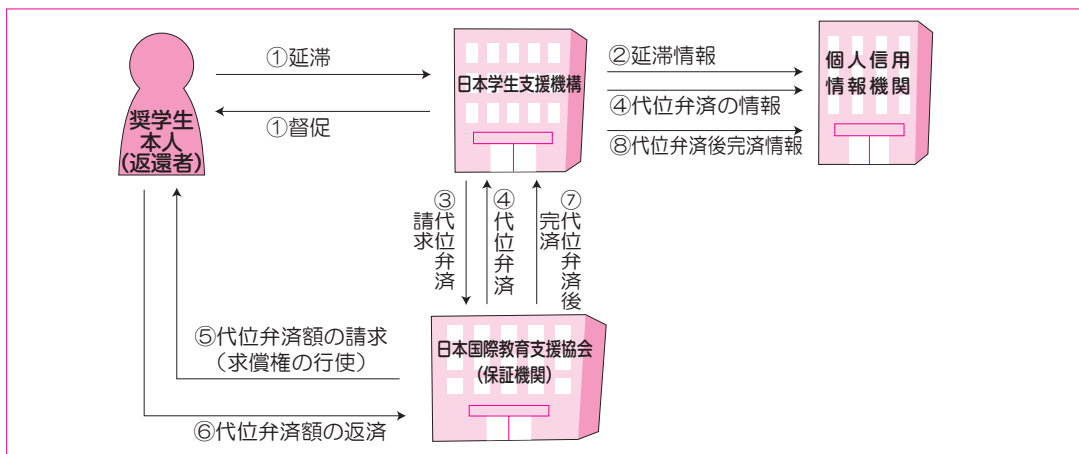 ①延滞
①督促
奨学生
本人
(返還者)
日本学生支援機構
②延滞情報
④代位弁済の情報
⑧代位弁済後完済情報
個人信用
情報機関
③代位弁済
請求
④代位弁済
⑦代位弁済後
完済
⑤代位弁済額の請求
（求償権の行使）
⑥代位弁済額の返済
日本国際教育支援協会
(保証機関)